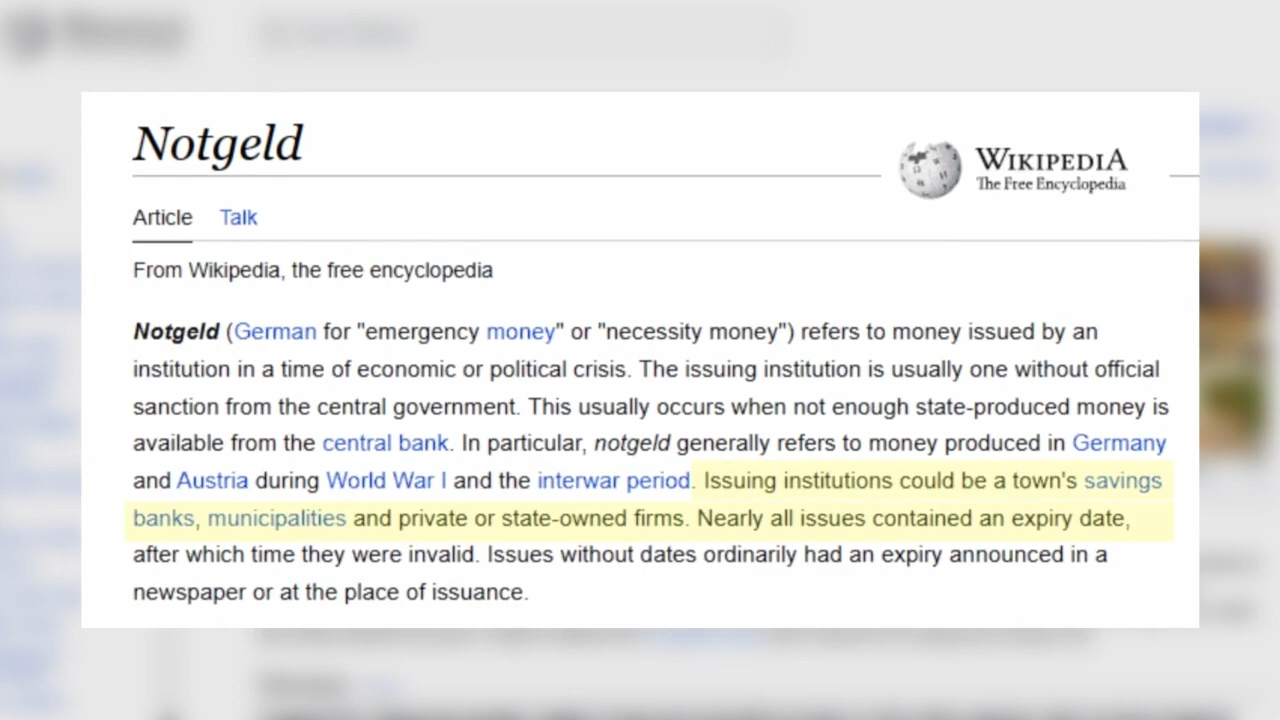 Notgeld
WIKIPEDIA
The Free Encyclopedia
Article Talk
From Wikipedia, the free encyclopedia
Notgeld (German for "emergency money" or "necessity money") refers to money issued by an
institution in a time of economic or political crisis. The issuing institution is usually one without official
sanction from the central government. This usually occurs when not enough state-produced money is
available from the central bank. In particular, notgeld generally refers to money produced in Germany
and Austria during World War I and the interwar period. Issuing institutions could be a town's savings
banks, municipalities and private or state-owned firms. Nearly all issues contained an expiry date,
after which time they were invalid. Issues without dates ordinarily had an expiry announced in a
newspaper or at the place of issuance.